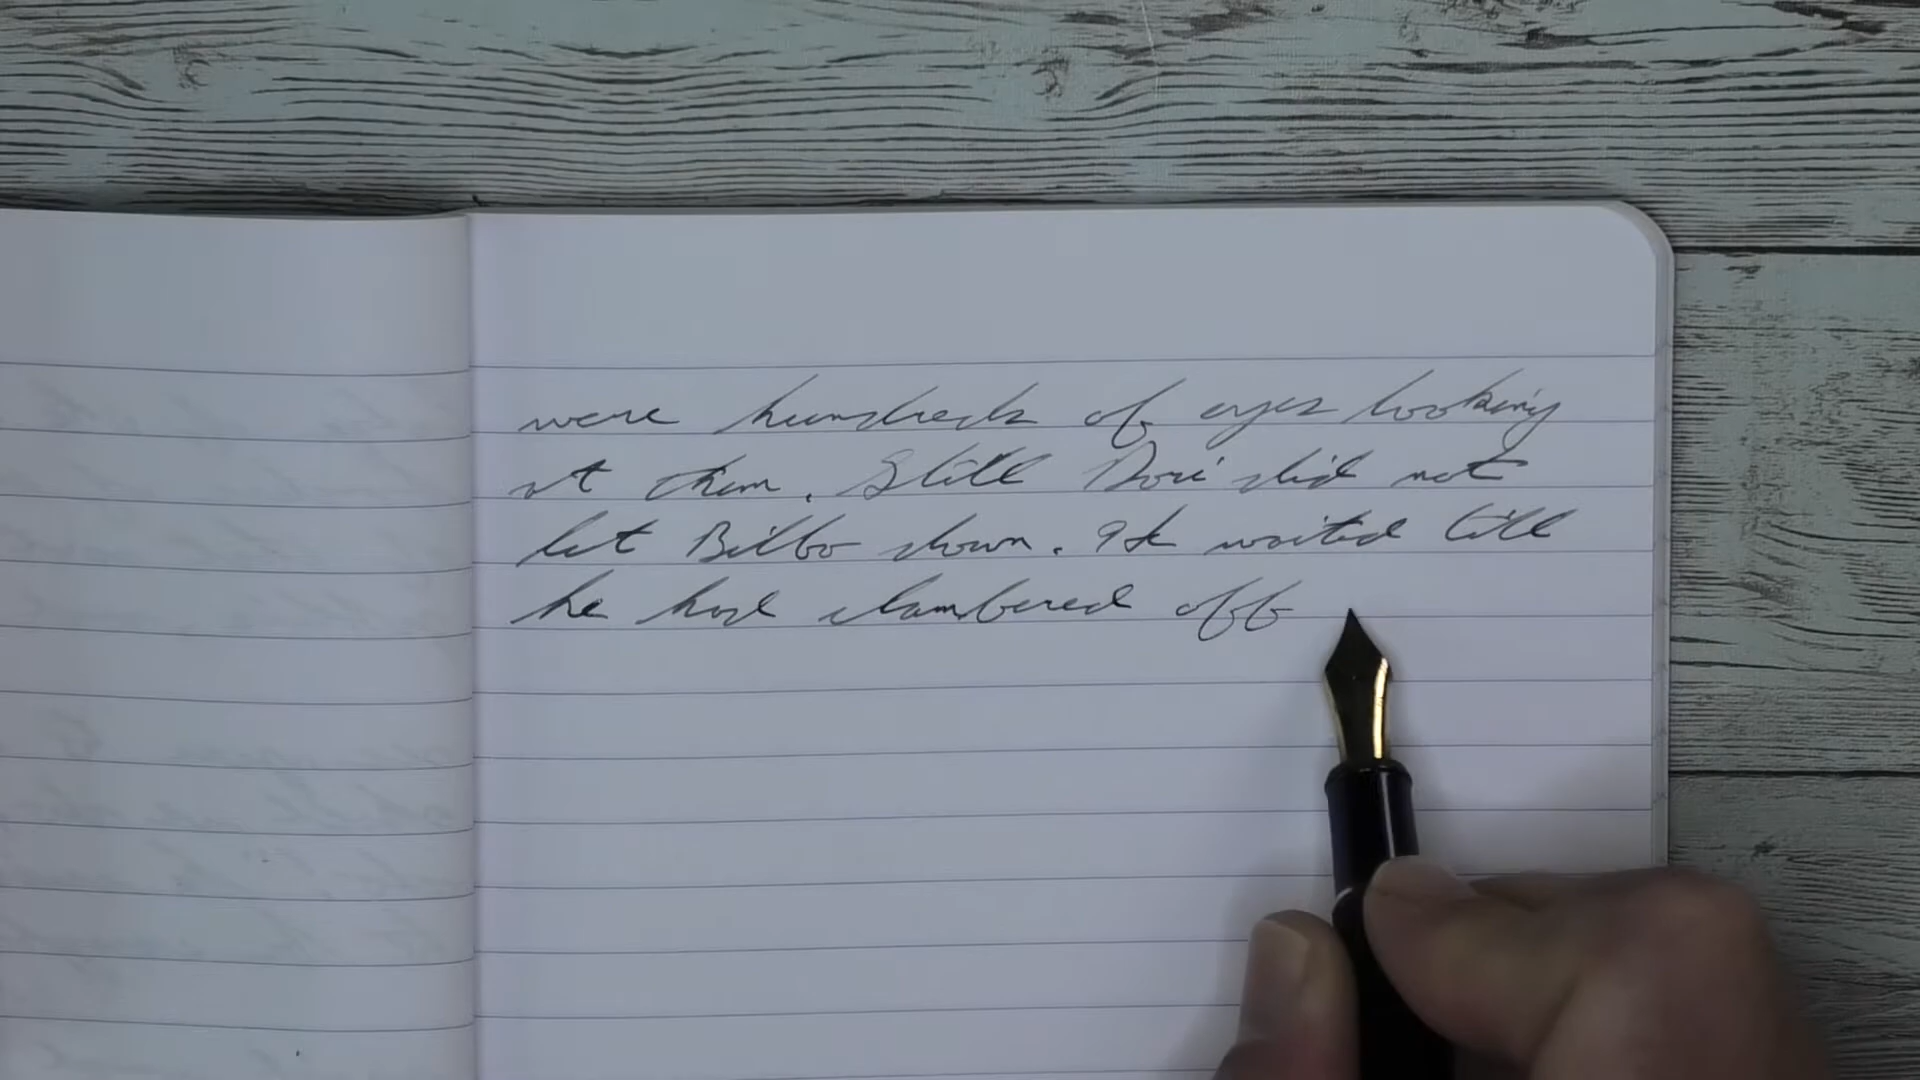 were hundreds of eyes looking
at them. Still Dori did not
let Bilbo down. He waited till
he had clambered off